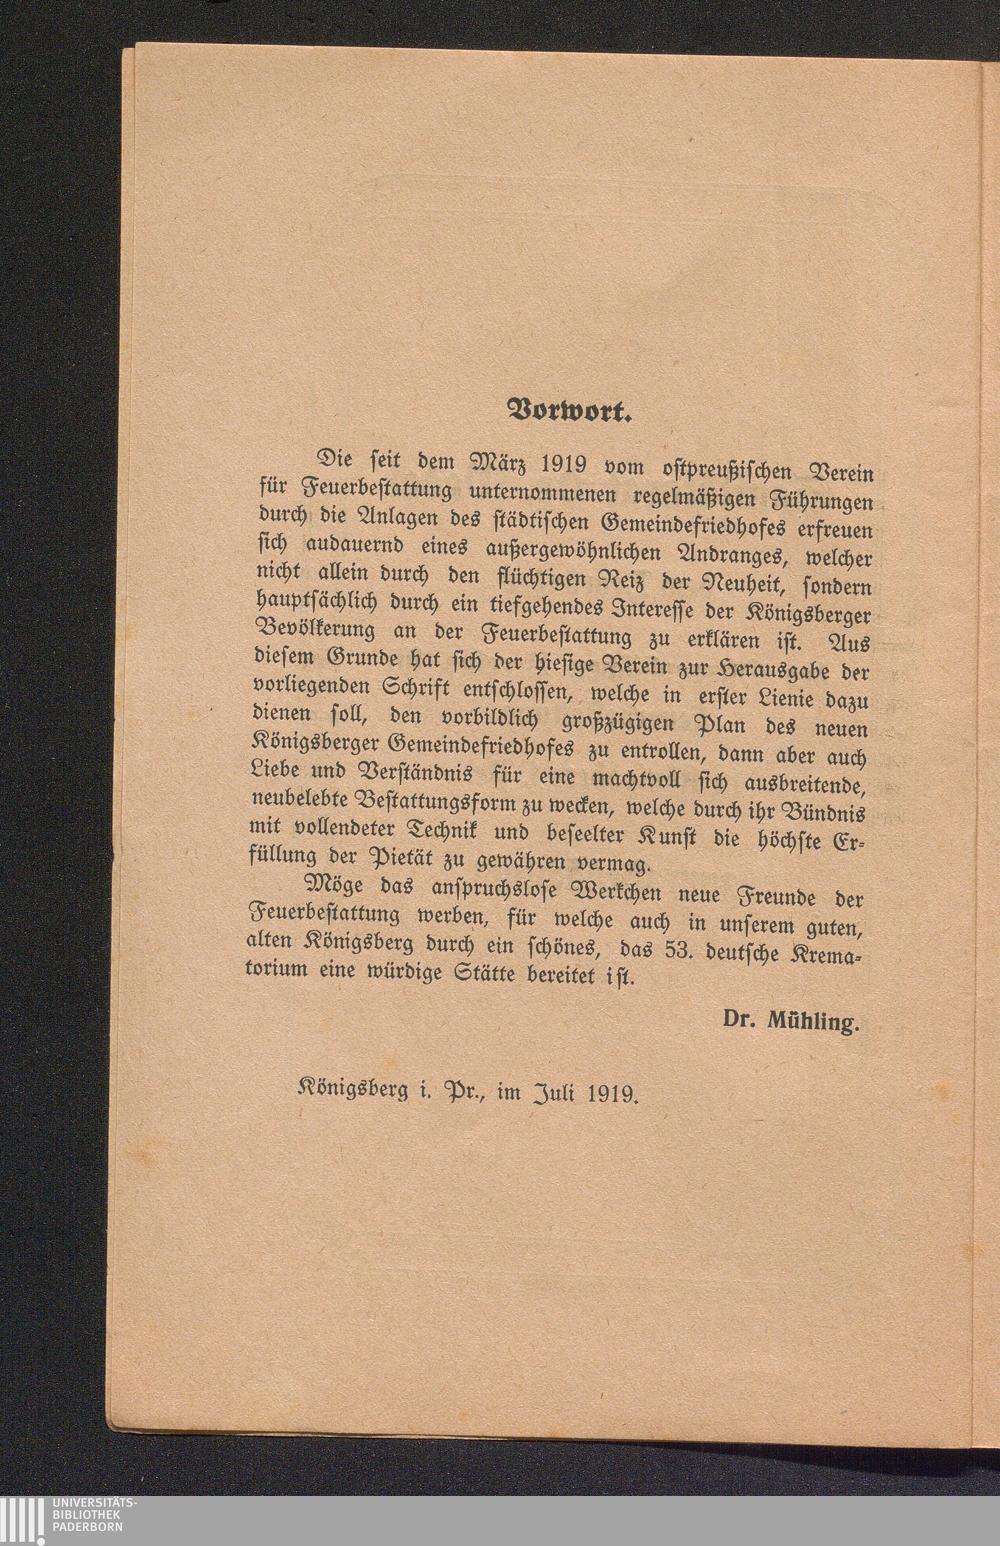 Vorwort.
Die seit dem März 1919 vom ostpreußischen Verein
für Feuerbestattung unternommenen regelmäßigen Führungen
durch die Anlagen des städtischen Gemeindefriedhofes erfreuen
sich audauernd eines außergewöhnlichen Andranges, welcher
nicht allein durch den flüchtigen Reiz der Neuheit, sondern
hauptsächlich durch ein tiefgehendes Interesse der Königsberger
Bevölkerung an der Feuerbestattung zu erklären ist. Aus
diesem Grunde hat sich der hiesige Verein zur Herausgabe der
vorliegenden Schrift entschlossen, welche in erster Lienie dazu
dienen soll, den vorbildlich großzügigen Plan des neuen
Königsberger Gemeindefriedhofes zu entrollen, dann aber auch
Liebe und Verständnis für eine machtvoll sich ausbreitende,
neubelebte Bestattungsform zu wecken, welche durch ihr Bündnis
mit vollendeter Technik und beseelter Kunst die höchste Er-
füllung der Pietät zu gewähren vermag.
Möge das anspruchslose Werkchen neue Freunde der
Feuerbestattung werben, für welche auch in unserem guten,
alten Königsberg durch ein schönes, das 53. deutsche Krema-
torium eine würdige Stätte bereitet ist.
Dr. Mühling.
Königsberg i. Pr., im Juli 1919.
UNIVERSITÄTS-
BIBLIOTHEK
PADERBORN